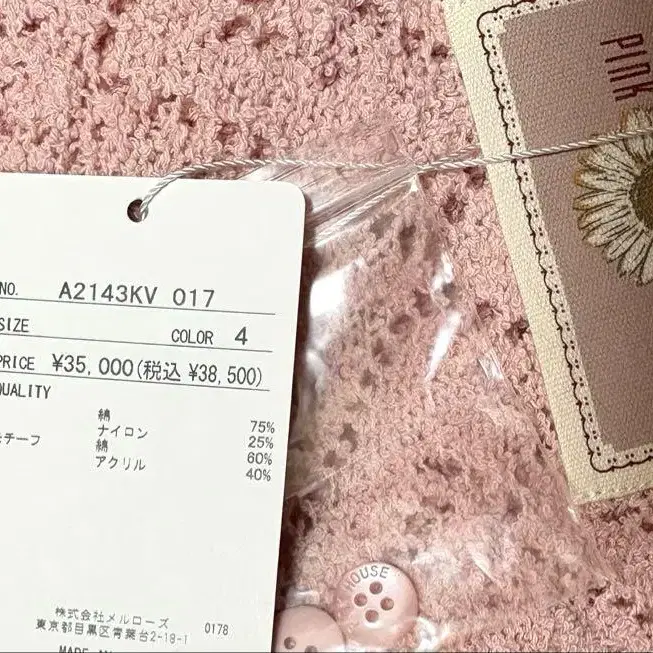 NO. A2143KV 017
SIZE
COLOR 4
PRICE ¥35,000(税込 ¥38,500)
QUALITY
綿 75%
ナイロン 25%
モチーフ 綿 60%
アクリル 40%
株式会社メルローズ
東京都目黒区青葉台2-18-1 0178
PINK
OUSE